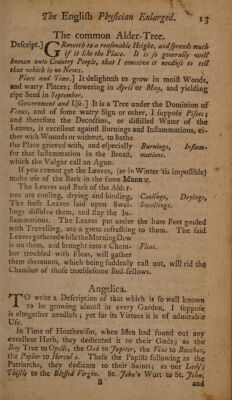 The English Physician Enlarged. 13
The common Alder-Tree.
Descript.] GRoweth to a reasonable Height, and spreads much
if it like the Place. It is so generally well
known unto Country People, that I conceive it needless to tell
that which is no News.
Place and Time.] It delighteth to grow in moist Woods,
and watry Places; flowering in April or May, and yielding
ripe Seed in September.
Government and Use.] It is a Tree under the Dominion of
Venus, and of some watry Sign or other, I suppose Pisces;
and therefore the Decoction, or distilled Water of the
Leaves, is excellent against Burnings and Inflammations, ei-
ther with Wounds or without, to bathe
the Place grieved with, and especially Burnings, Inflam-
for that Inflammation in the Breast, mations.
which the Vulgar call an Ague.
If you cannot get the Leaves, (as in Winter 'tis impossible)
make use of the Bark in the same Manner.
The Leaves and Bark of the Alder-
tree are cooling, drying and binding, Coolings, Dryings,
The fresh Leaves laid upon Swel- Swellings.
lings dissolve them, and stay the In-
flammations. The Leaves put under the bare Feet gauled
with Travelling, are a great refreshing to them. The said
Leaves gathered while the Morning Dew
is on them, and brought into a Cham- Fleas.
ber troubled with Fleas, will gather
them thereunto, which being suddenly cast out, will rid the
Chamber of those troublesome Bed-fellows.
Angelica.
TO write a Description of that which is so well known
to be growing almost in every Garden, I suppose
is altogether needless; yet for its Virtues it is of admirable
Use.
In Time of Heathenism, when Men had found out any
excellent Herb, they dedicated it to their Gods; as the
Bay Tree to Apollo, the Oak to Jupiter, the Vine to Bacchus,
the Poplar to Hercules. These the Papists following as the
Patriarchs, they dedicate to their Saints; as our Lady's
Thistle to the Blessed Virgin. St. John's Wort to St. John,
B and